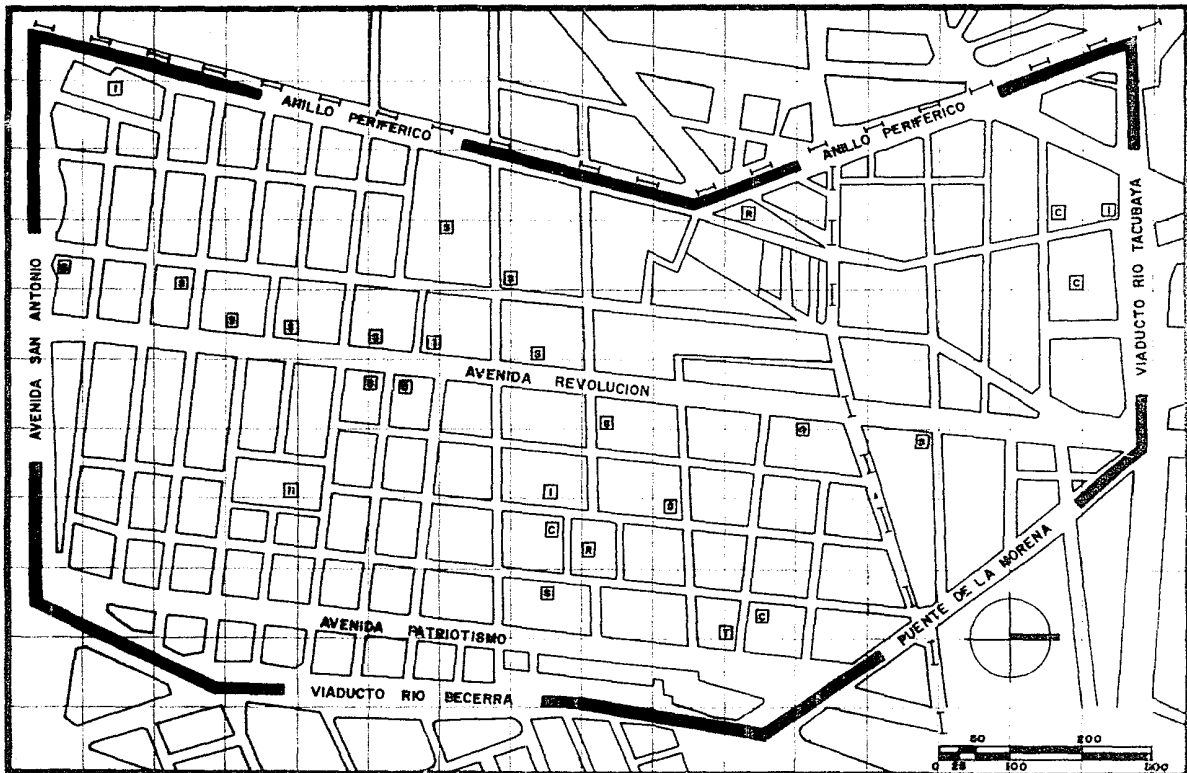 ANILLO PERIFERICO
ANILLO PERIFERICO
I
R
C
I
S
S
C
S
S
S
S
I
S
AVENIDA SAN ANTONIO
VIADUCTO RIO TACUBAYA
AVENIDA REVOLUCION
S
I
C
R
S
T
C
PUENTE DE LA MORENA
AVENIDA PATRIOTISMO
VIADUCTO RIO BECERRA
50
200
0
25
100